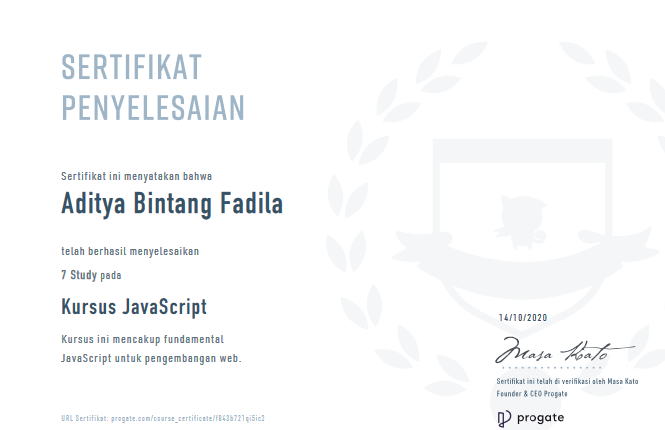 SERTIFIKAT
PENYELESAIAN
Sertifikat ini menyatakan bahwa
Aditya Bintang Fadila
telah berhasil menyelesaikan
7 Study pada
Kursus JavaScript
Kursus ini mencakup fundamental
JavaScript untuk pengembangan web.
14/10/2020
Masa Kato
Sertifikat ini telah di verifikasi oleh Masa Kato
Founder & CEO Progate
URL Sertifikat: progate.com/course_certificate/f843b721qi5ic2
progate